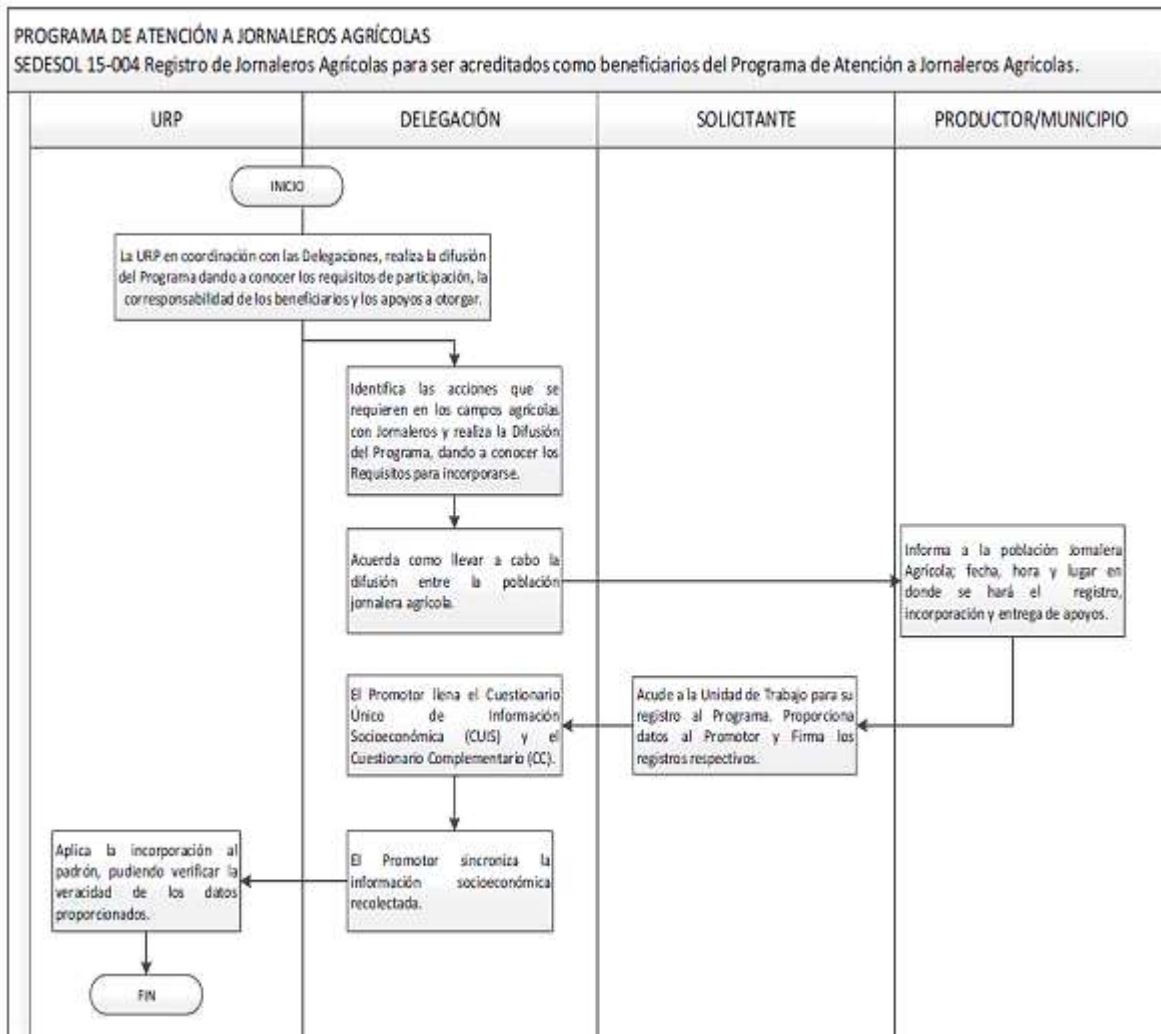 PROGRAMA DE ATENCIÓN A JORNALEROS AGRÍCOLAS
SEDESOL 15-004 Registro de Jornaleros Agrícolas para ser acreditados como beneficiarios del Programa de Atención a Jornaleros Agrícolas.
URP
DELEGACIÓN
SOLICITANTE
PRODUCTOR/MUNICIPIO
INICIO
La URP en coordinación con las Delegaciones, realiza la difusión
del Programa dando a conocer los requisitos de participación, la
corresponsabilidad de los beneficiarios y los apoyos a otorgar.
Identifica las acciones que se
requieren en los campos agrícolas
con Jornaleros y realiza la Difusión
del Programa, dando a conocer los
Requisitos para incorporarse.
Acuerda como llevar a cabo la
difusión entre la población
jornalera agrícola.
Informa a la población Jornalera
Agrícola; fecha, hora y lugar en
donde se hará el registro,
incorporación y entrega de apoyos.
Acude a la Unidad de Trabajo para su
registro al Programa. Proporciona
datos al Promotor y Firma los
registros respectivos.
El Promotor llena el Cuestionario
Único de Información
Socioeconómica (CUIS) y el
Cuestionario Complementario (CC).
El Promotor sincroniza la
información socioeconómica
recolectada.
Aplica la incorporación al
padrón, pudiendo verificar la
veracidad de los datos
proporcionados.
FIN